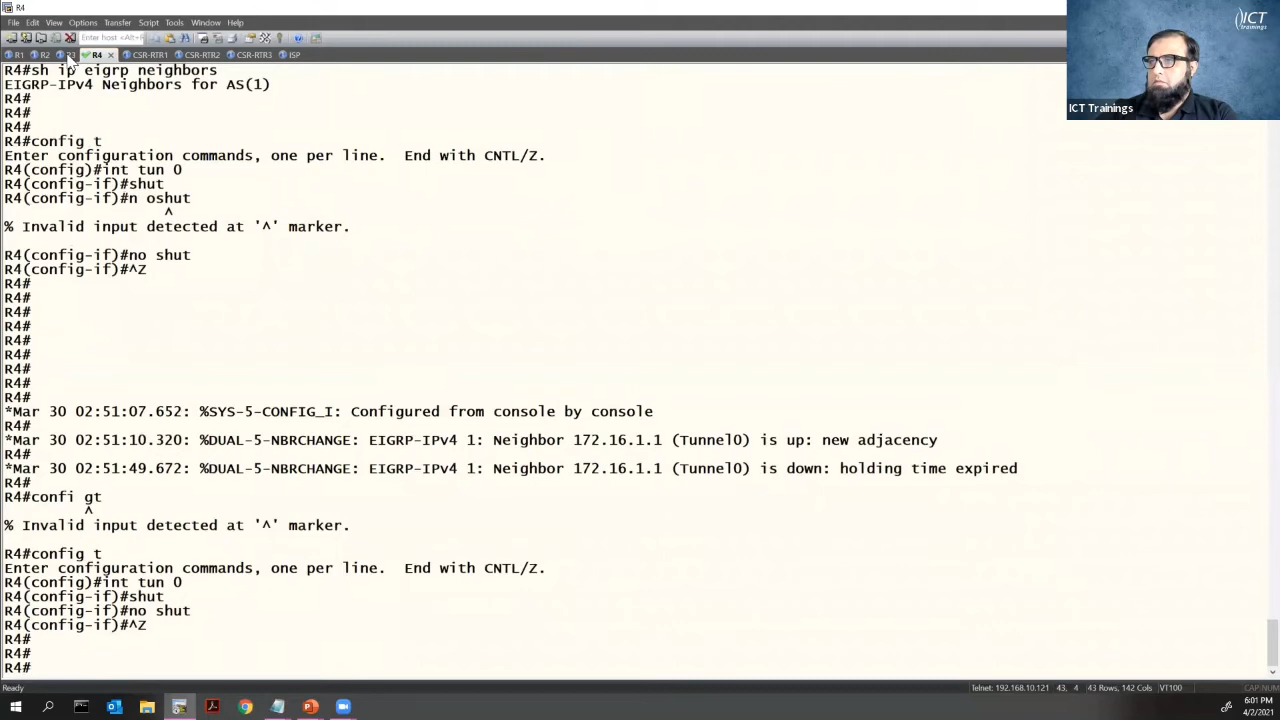 R4
File Edit View Options Transfer Script Tools Window Help
Enter host <Alt+R
R1 R2 R3 R4 CSR-RTR1 CSR-RTR2 CSR-RTR3 ISP
R4#sh ip eigrp neighbors
EIGRP-IPv4 Neighbors for AS(1)
R4#
R4#
R4#
R4#config t
Enter configuration commands, one per line. End with CNTL/Z.
R4(config)#int tun 0
R4(config-if)#shut
R4(config-if)#n oshut
^
% Invalid input detected at '^' marker.
R4(config-if)#no shut
R4(config-if)#^Z
R4#
R4#
R4#
R4#
R4#
R4#
R4#
R4#
R4#
*Mar 30 02:51:07.652: %SYS-5-CONFIG_I: Configured from console by console
R4#
*Mar 30 02:51:10.320: %DUAL-5-NBRCHANGE: EIGRP-IPv4 1: Neighbor 172.16.1.1 (Tunnel0) is up: new adjacency
R4#
*Mar 30 02:51:49.672: %DUAL-5-NBRCHANGE: EIGRP-IPv4 1: Neighbor 172.16.1.1 (Tunnel0) is down: holding time expired
R4#
R4#confi gt
^
% Invalid input detected at '^' marker.
R4#config t
Enter configuration commands, one per line. End with CNTL/Z.
R4(config)#int tun 0
R4(config-if)#shut
R4(config-if)#no shut
R4(config-if)#^Z
R4#
R4#
R4#
ICT trainings
ICT Trainings
Ready
Telnet: 192.168.10.121 43, 4 43 Rows, 142 Cols VT100 CAP NUM
6:01 PM
4/2/2021